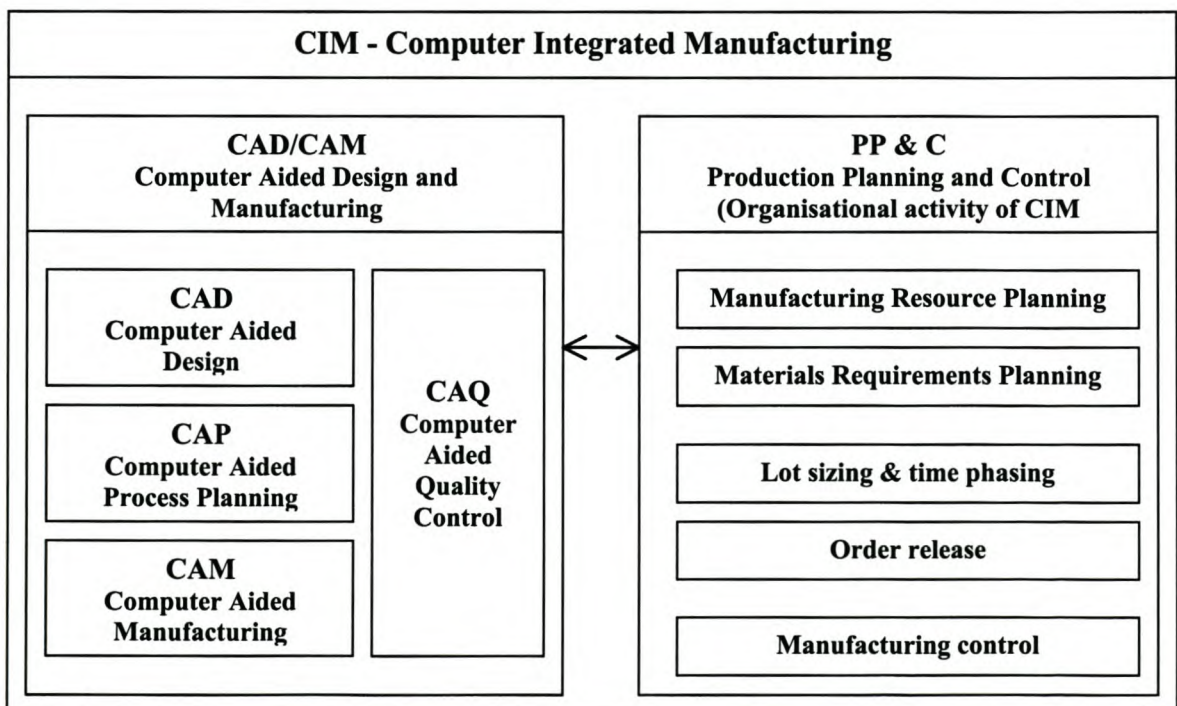 CIM - Computer Integrated Manufacturing
CAD/CAM
Computer Aided Design and
Manufacturing
CAD
Computer Aided
Design
CAP
Computer Aided
Process Planning
CAM
Computer Aided
Manufacturing
CAQ
Computer
Aided
Quality
Control
PP & C
Production Planning and Control
(Organisational activity of CIM
Manufacturing Resource Planning
Materials Requirements Planning
Lot sizing & time phasing
Order release
Manufacturing control